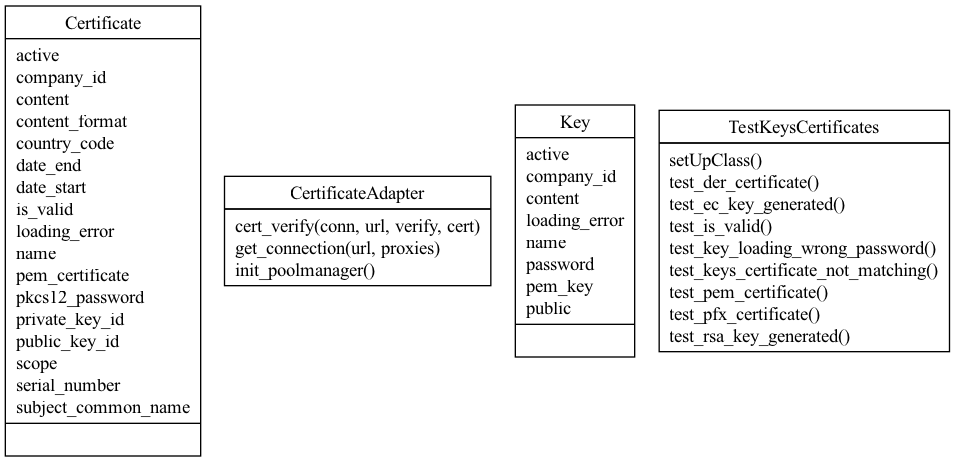 Certificate
active
company_id
content
content_format
country_code
date_end
date_start
is_valid
loading_error
name
pem_certificate
pkcs12_password
private_key_id
public_key_id
scope
serial_number
subject_common_name
CertificateAdapter
cert_verify(conn, url, verify, cert)
get_connection(url, proxies)
init_poolmanager()
Key
active
company_id
content
loading_error
name
password
pem_key
public
TestKeysCertificates
setUpClass()
test_der_certificate()
test_ec_key_generated()
test_is_valid()
test_key_loading_wrong_password()
test_keys_certificate_not_matching()
test_pem_certificate()
test_pfx_certificate()
test_rsa_key_generated()